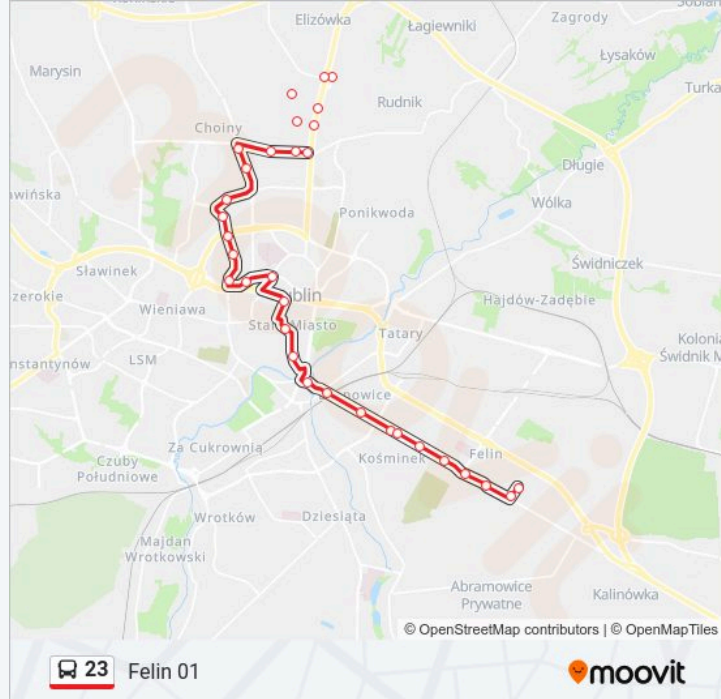 Elizówka
Łagiewniki
Zagrody
Łysaków
Marysin
Turka
Rudnik
Choiny
Długie
wińska
Wólka
Ponikwoda
Sławinek
Świdniczek
zerokie
blin
Hajdów-Zadębie
Wieniawa
Stare Miasto
Tatary
Kolonia
Świdnik M
LSM
nstantynów
nowice
Za Cukrownią
Felin
Czuby
Południowe
Kośminek
Wrotków
Dziesiąta
Majdan
Wrotkowski
Abramowice
Prywatne
Kalinówka
© OpenStreetMap contributors | © OpenMapTiles
23 Felin 01
moovit